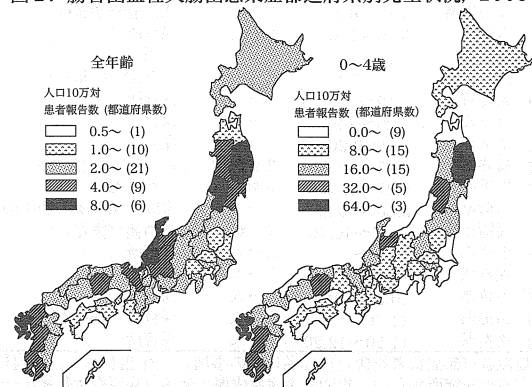 全年齢
人口10万対
患者報告数 (都道府県数)
0.5～ (1)
1.0～ (10)
2.0～ (21)
4.0～ (9)
8.0～ (6)
0～4歳
人口10万対
患者報告数 (都道府県数)
0.0～ (9)
8.0～ (15)
16.0～ (15)
32.0～ (5)
64.0～ (3)